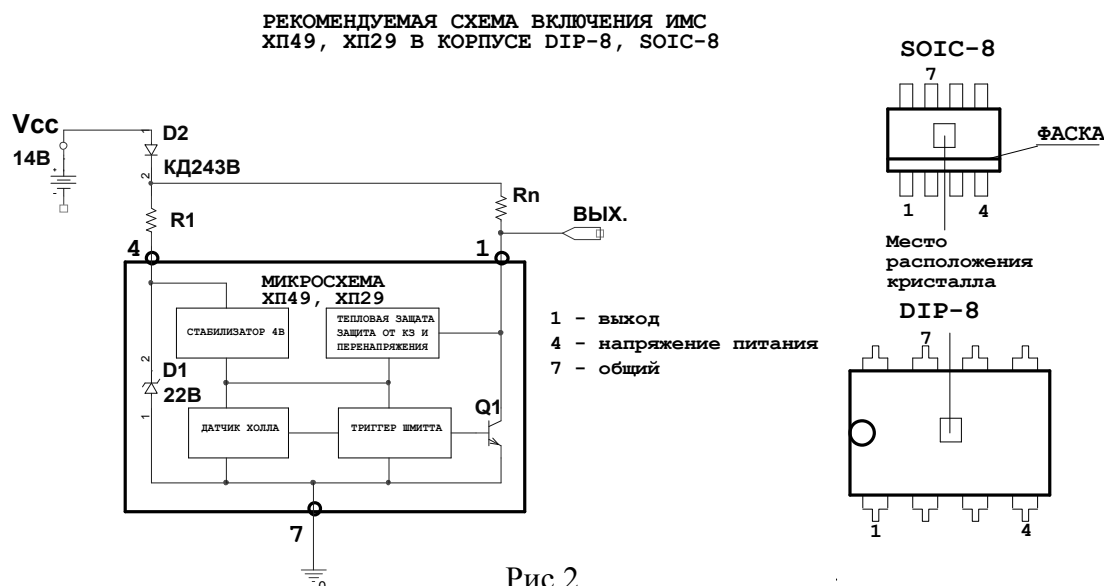 РЕКОМЕНДУЕМАЯ СХЕМА ВКЛЮЧЕНИЯ ИМС
ХП49, ХП29 В КОРПУСЕ DIP-8, SOIC-8
SOIC-8
7
ФАСКА
1
4
Место
расположения
кристалла
DIP-8
7
1
4
Vcc
14В
+
-
1
D2
2
КД243В
R1
Rn
ВЫХ.
4
1
МИКРОСХЕМА
ХП49, ХП29
СТАБИЛИЗАТОР 4В
ТЕПЛОВАЯ ЗАЩАТА
ЗАЩИТА ОТ КЗ И
ПЕРЕНАПРЯЖЕНИЯ
2
D1
22В
1
ДАТЧИК ХОЛЛА
ТРИГГЕР ШМИТТА
Q1
7
0
1 - выход
4 - напряжение питания
7 - общий
Рис.2